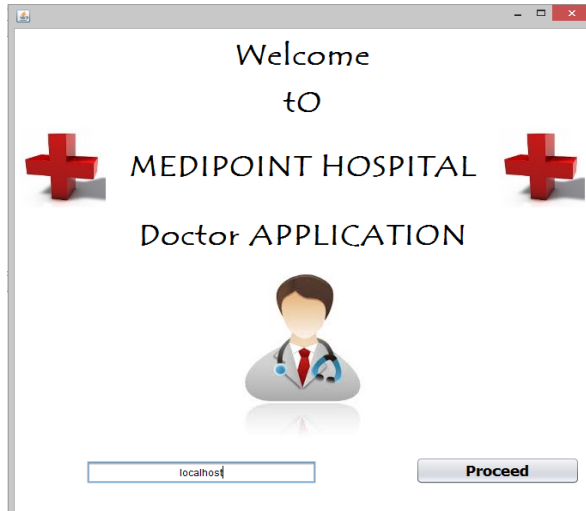 Welcome
tO
MEDIPOINT HOSPITAL
Doctor APPLICATION
localhost
Proceed